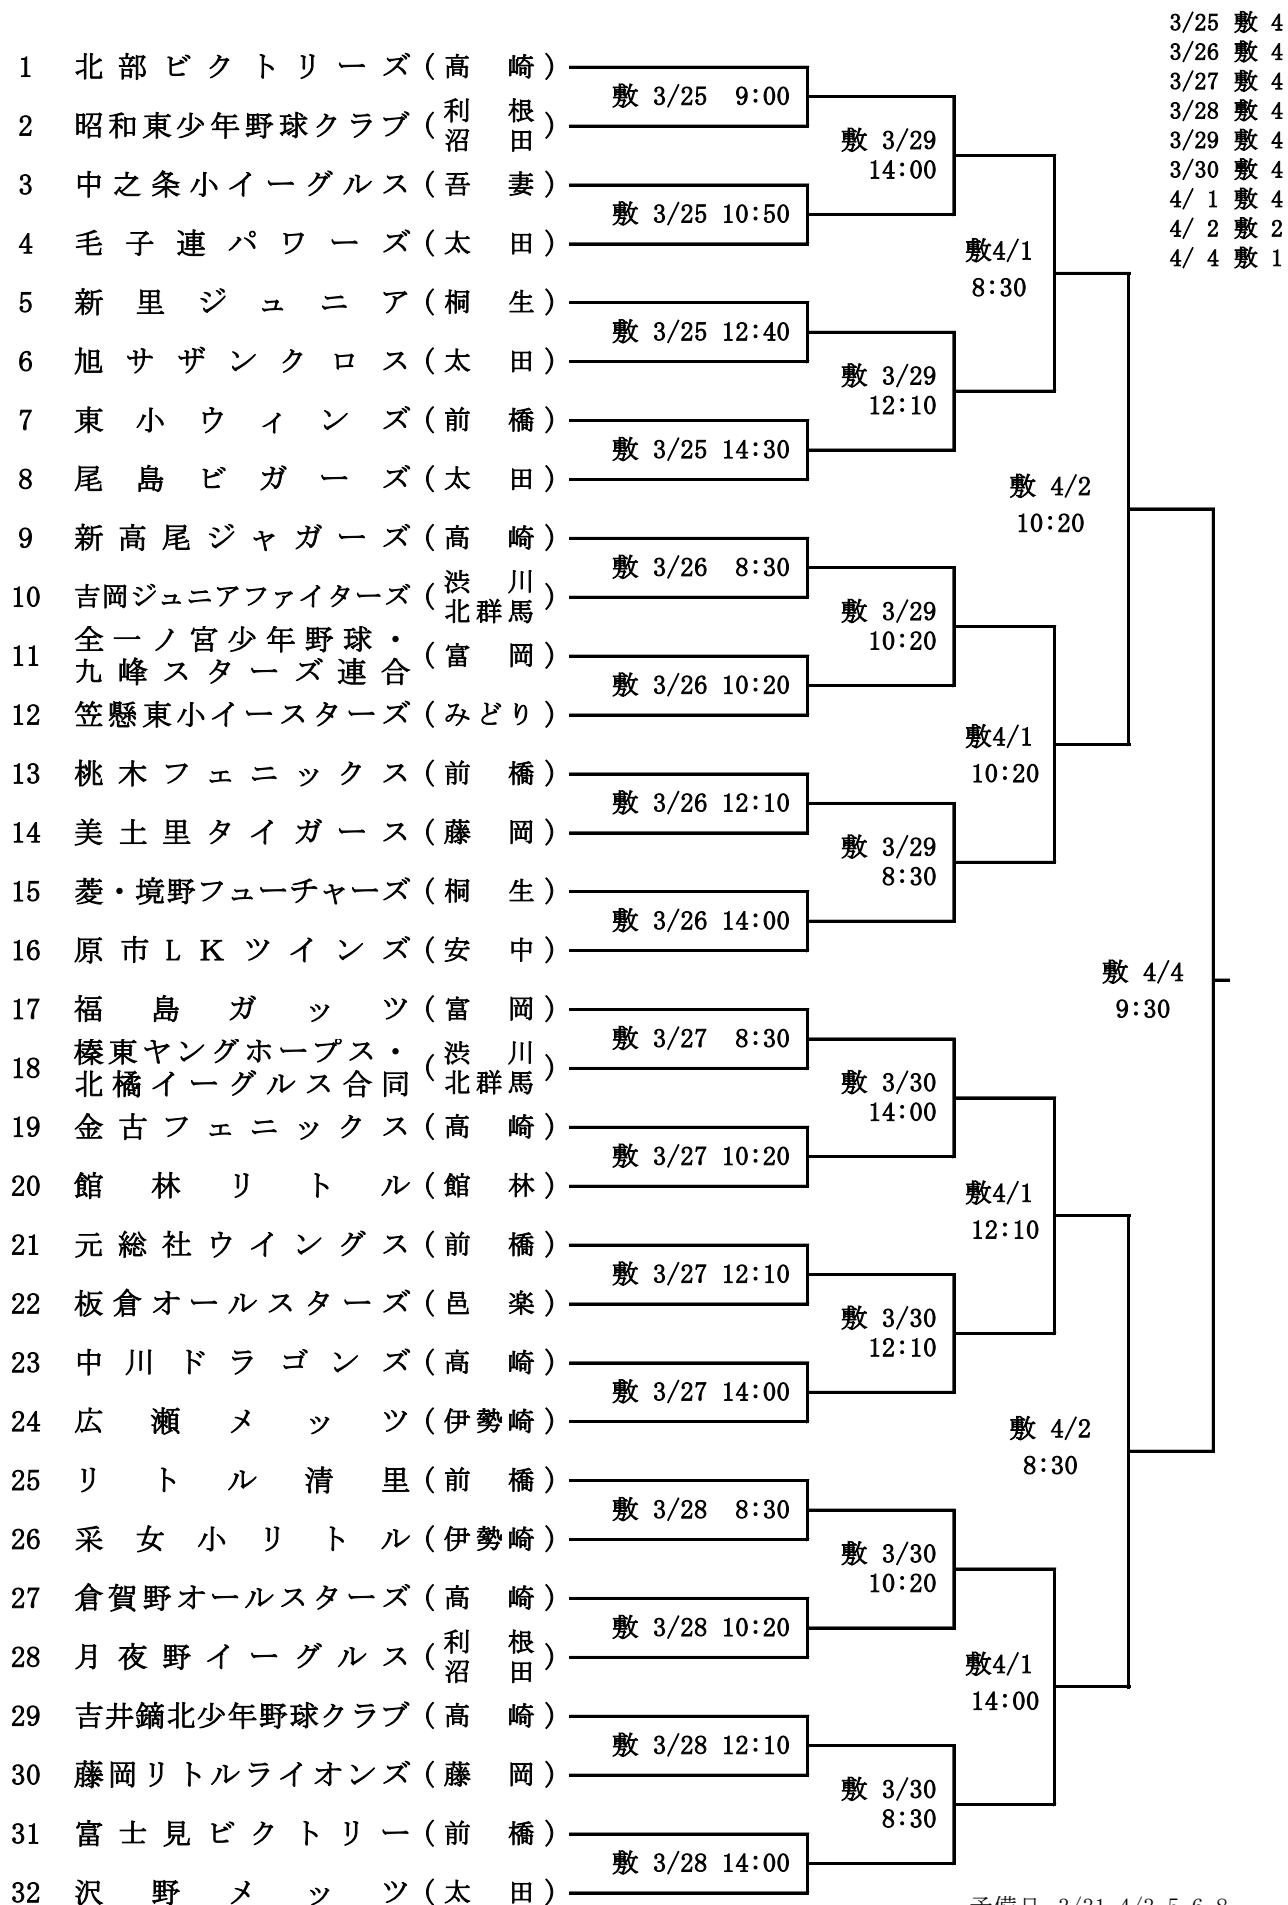 3/25 敷 4
3/26 敷 4
3/27 敷 4
3/28 敷 4
3/29 敷 4
3/30 敷 4
4/ 1 敷 4
4/ 2 敷 2
4/ 4 敷 1
1 北部ビクトリーズ(高崎)
敷 3/25 9:00
2 昭和東少年野球クラブ(利根沼田)
敷 3/29
14:00
3 中之条小イーグルス(吾妻)
敷 3/25 10:50
4 毛子連パワーズ(太田)
敷4/1
8:30
5 新里ジュニア(桐生)
敷 3/25 12:40
6 旭サザンクロス(太田)
敷 3/29
12:10
7 東小ウィンズ(前橋)
敷 3/25 14:30
8 尾島ビガーズ(太田)
敷 4/2
10:20
9 新高尾ジャガーズ(高崎)
敷 3/26 8:30
10 吉岡ジュニアファイターズ(渋川北群馬)
敷 3/29
10:20
11 全一ノ宮少年野球・
九峰スターズ連合(富岡)
敷 3/26 10:20
12 笠懸東小イースターズ(みどり)
敷4/1
10:20
13 桃木フェニックス(前橋)
敷 3/26 12:10
14 美土里タイガース(藤岡)
敷 3/29
8:30
15 菱・境野フューチャーズ(桐生)
敷 3/26 14:00
16 原市LKツインズ(安中)
敷 4/4
9:30
17 福島ガッツ(富岡)
敷 3/27 8:30
18 榛東ヤングホープス・
北橘イーグルス合同(渋川北群馬)
敷 3/30
14:00
19 金古フェニックス(高崎)
敷 3/27 10:20
20 館林リトル(館林)
敷4/1
12:10
21 元総社ウイングス(前橋)
敷 3/27 12:10
22 板倉オールスターズ(邑楽)
敷 3/30
12:10
23 中川ドラゴンズ(高崎)
敷 3/27 14:00
24 広瀬メッツ(伊勢崎)
敷 4/2
8:30
25 リトル清里(前橋)
敷 3/28 8:30
26 采女小リトル(伊勢崎)
敷 3/30
10:20
27 倉賀野オールスターズ(高崎)
敷 3/28 10:20
28 月夜野イーグルス(利根沼田)
敷4/1
14:00
29 吉井鏑北少年野球クラブ(高崎)
敷 3/28 12:10
30 藤岡リトルライオンズ(藤岡)
敷 3/30
8:30
31 富士見ビクトリー(前橋)
敷 3/28 14:00
32 沢野メッツ(太田)